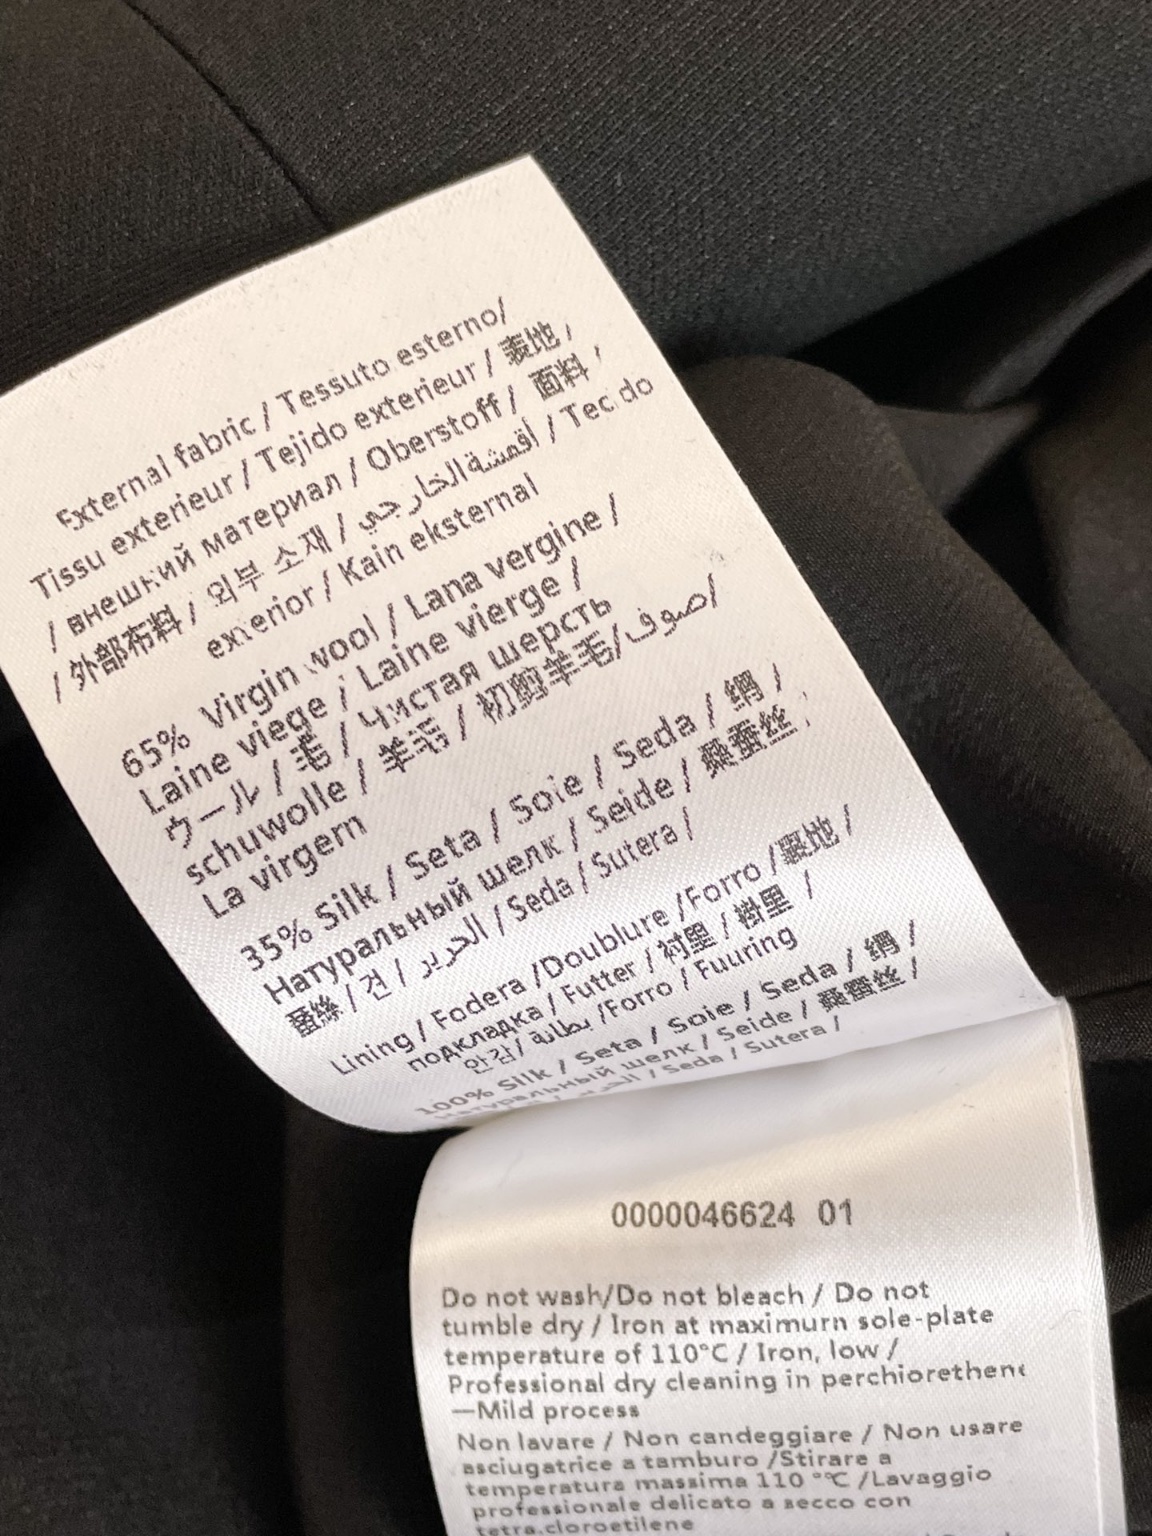 External fabric / Tessuto esterno/
Tissu exterieur / Tejido exterieur / 表地 /
/ внешний материал / Oberstoff / 面料 /
/ 外部布料 / 외부 소재 / أقمشة الخارجي / Tecido
exterior / Kain eksternal
65% Virgin wool / Lana vergine /
Laine viege / Laine vierge /
ウール / 毛 / Чистая шерсть
schuwolle / 羊毛 / 初剪羊毛/صوف/
La virgern
35% Silk / Seta / Soie / Seda / 絹 /
Натуральный шелк / Seide / 桑蚕丝 /
蚕絲 / 견 / الحرير / Seda / Sutera /
Lining / Fodera /Doublure /Forro /裏地 /
подкладка / Futter / 衬里 / 掛里 /
안감/ بطانة /Forro / Fuuring
100% Silk / Seta / Soie / Seda / 絹 /
Натуральный шелк / Seide / 桑蚕丝 /
/ الحرير / Seda / Sutera /
0000046624 01
Do not wash/Do not bleach / Do not
tumble dry / Iron at maximurn sole-plate
temperature of 110°C / Iron, low /
Professional dry cleaning in perchiorethene
—Mild process
Non lavare / Non candeggiare / Non usare
asciugatrice a tamburo /Stirare a
temperatura massima 110 °℃ /Lavaggio
professionale delicato a secco con
tetra.cloroetilene